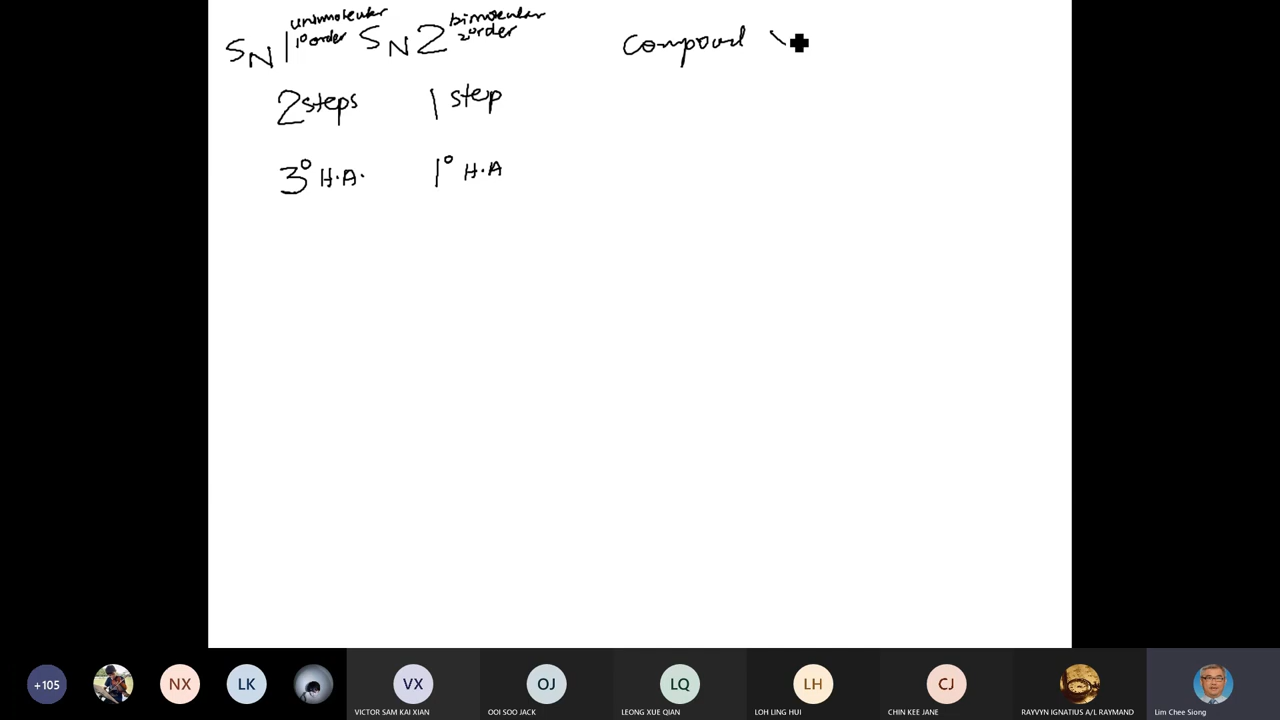 unimolecular
SN1 1° order
bimolecular
SN2 2° order
2 steps
1 step
3° H.A.
1° H.A
Compound
+105
NX
LK
VX
OJ
LQ
LH
CJ
VICTOR SAM KAI XIAN
OOI SOO JACK
LEONG XUE QIAN
LOH LING HUI
CHIN KEE JANE
RAYVYN IGNATIUS A/L RAYMAND
Lim Chee Siong